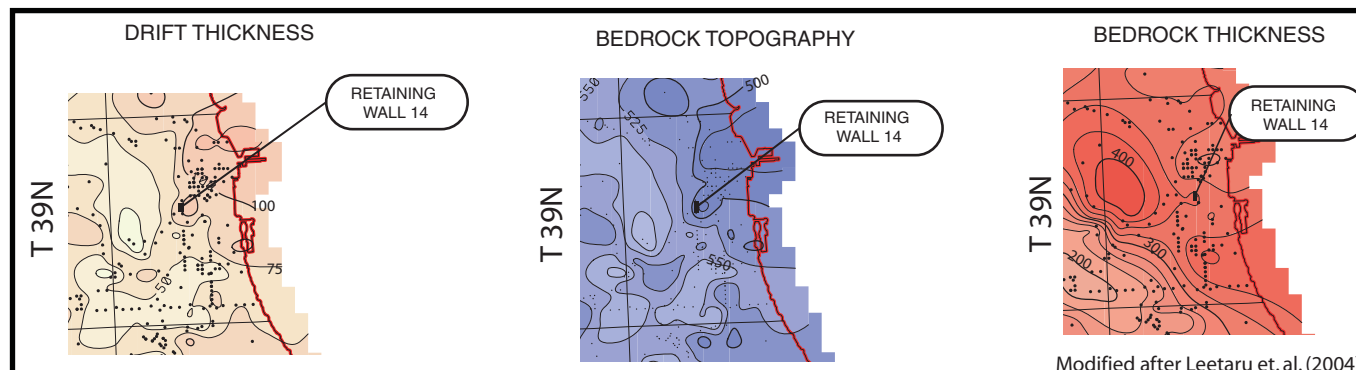 DRIFT THICKNESS
BEDROCK TOPOGRAPHY
BEDROCK THICKNESS
RETAINING
WALL 14
RETAINING
WALL 14
RETAINING
WALL 14
T 39N
T 39N
T 39N
100
75
50
550
500
525
550
400
300
200
Modified after Leetaru et. al. (2004)